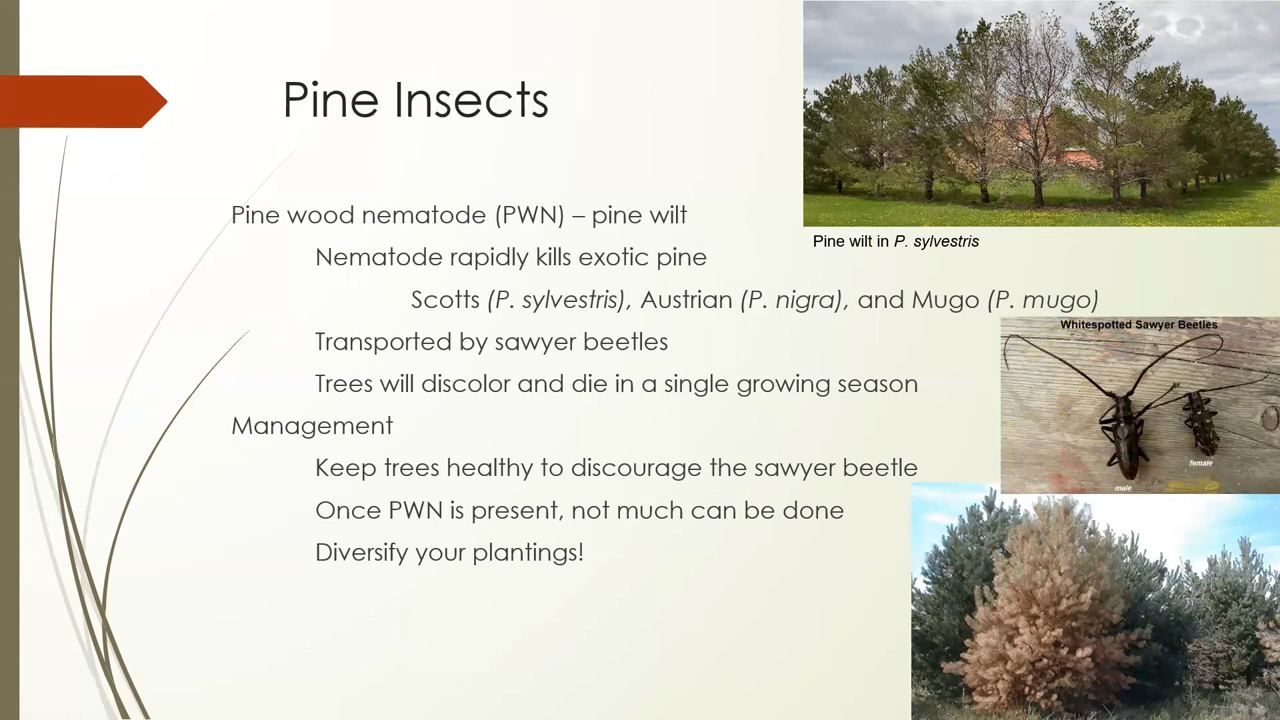 Pine Insects
Pine wood nematode (PWN) – pine wilt
Nematode rapidly kills exotic pine
Scotts (P. sylvestris), Austrian (P. nigra), and Mugo (P. mugo)
Transported by sawyer beetles
Trees will discolor and die in a single growing season
Management
Keep trees healthy to discourage the sawyer beetle
Once PWN is present, not much can be done
Diversify your plantings!
Pine wilt in P. sylvestris
Whitespotted Sawyer Beetles
female
male